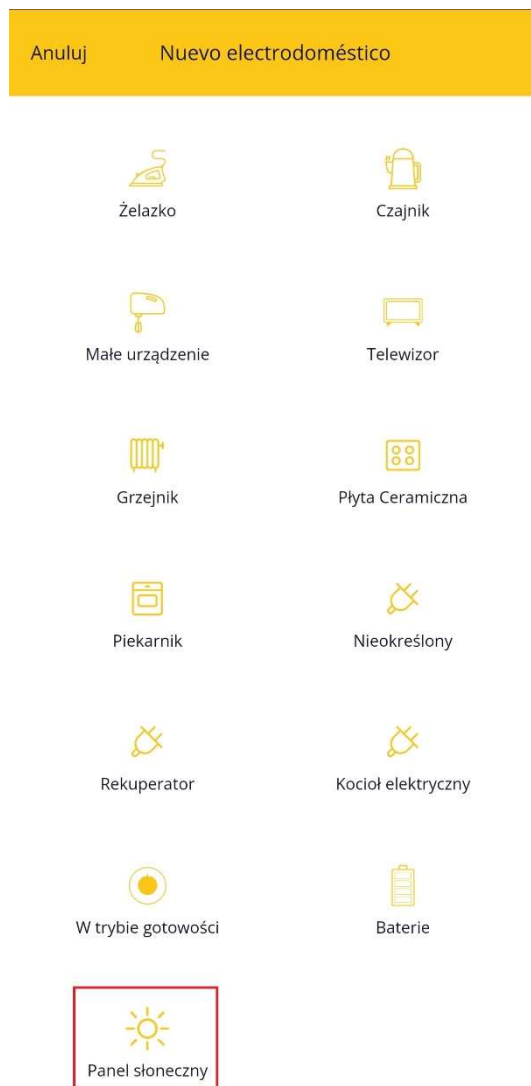 Anuluj Nuevo electrodoméstico
Żelazko Czajnik
Małe urządzenie Telewizor
Grzejnik Płyta Ceramiczna
Piekarnik Nieokreślony
Rekuperator Kocioł elektryczny
W trybie gotowości Baterie
Panel słoneczny